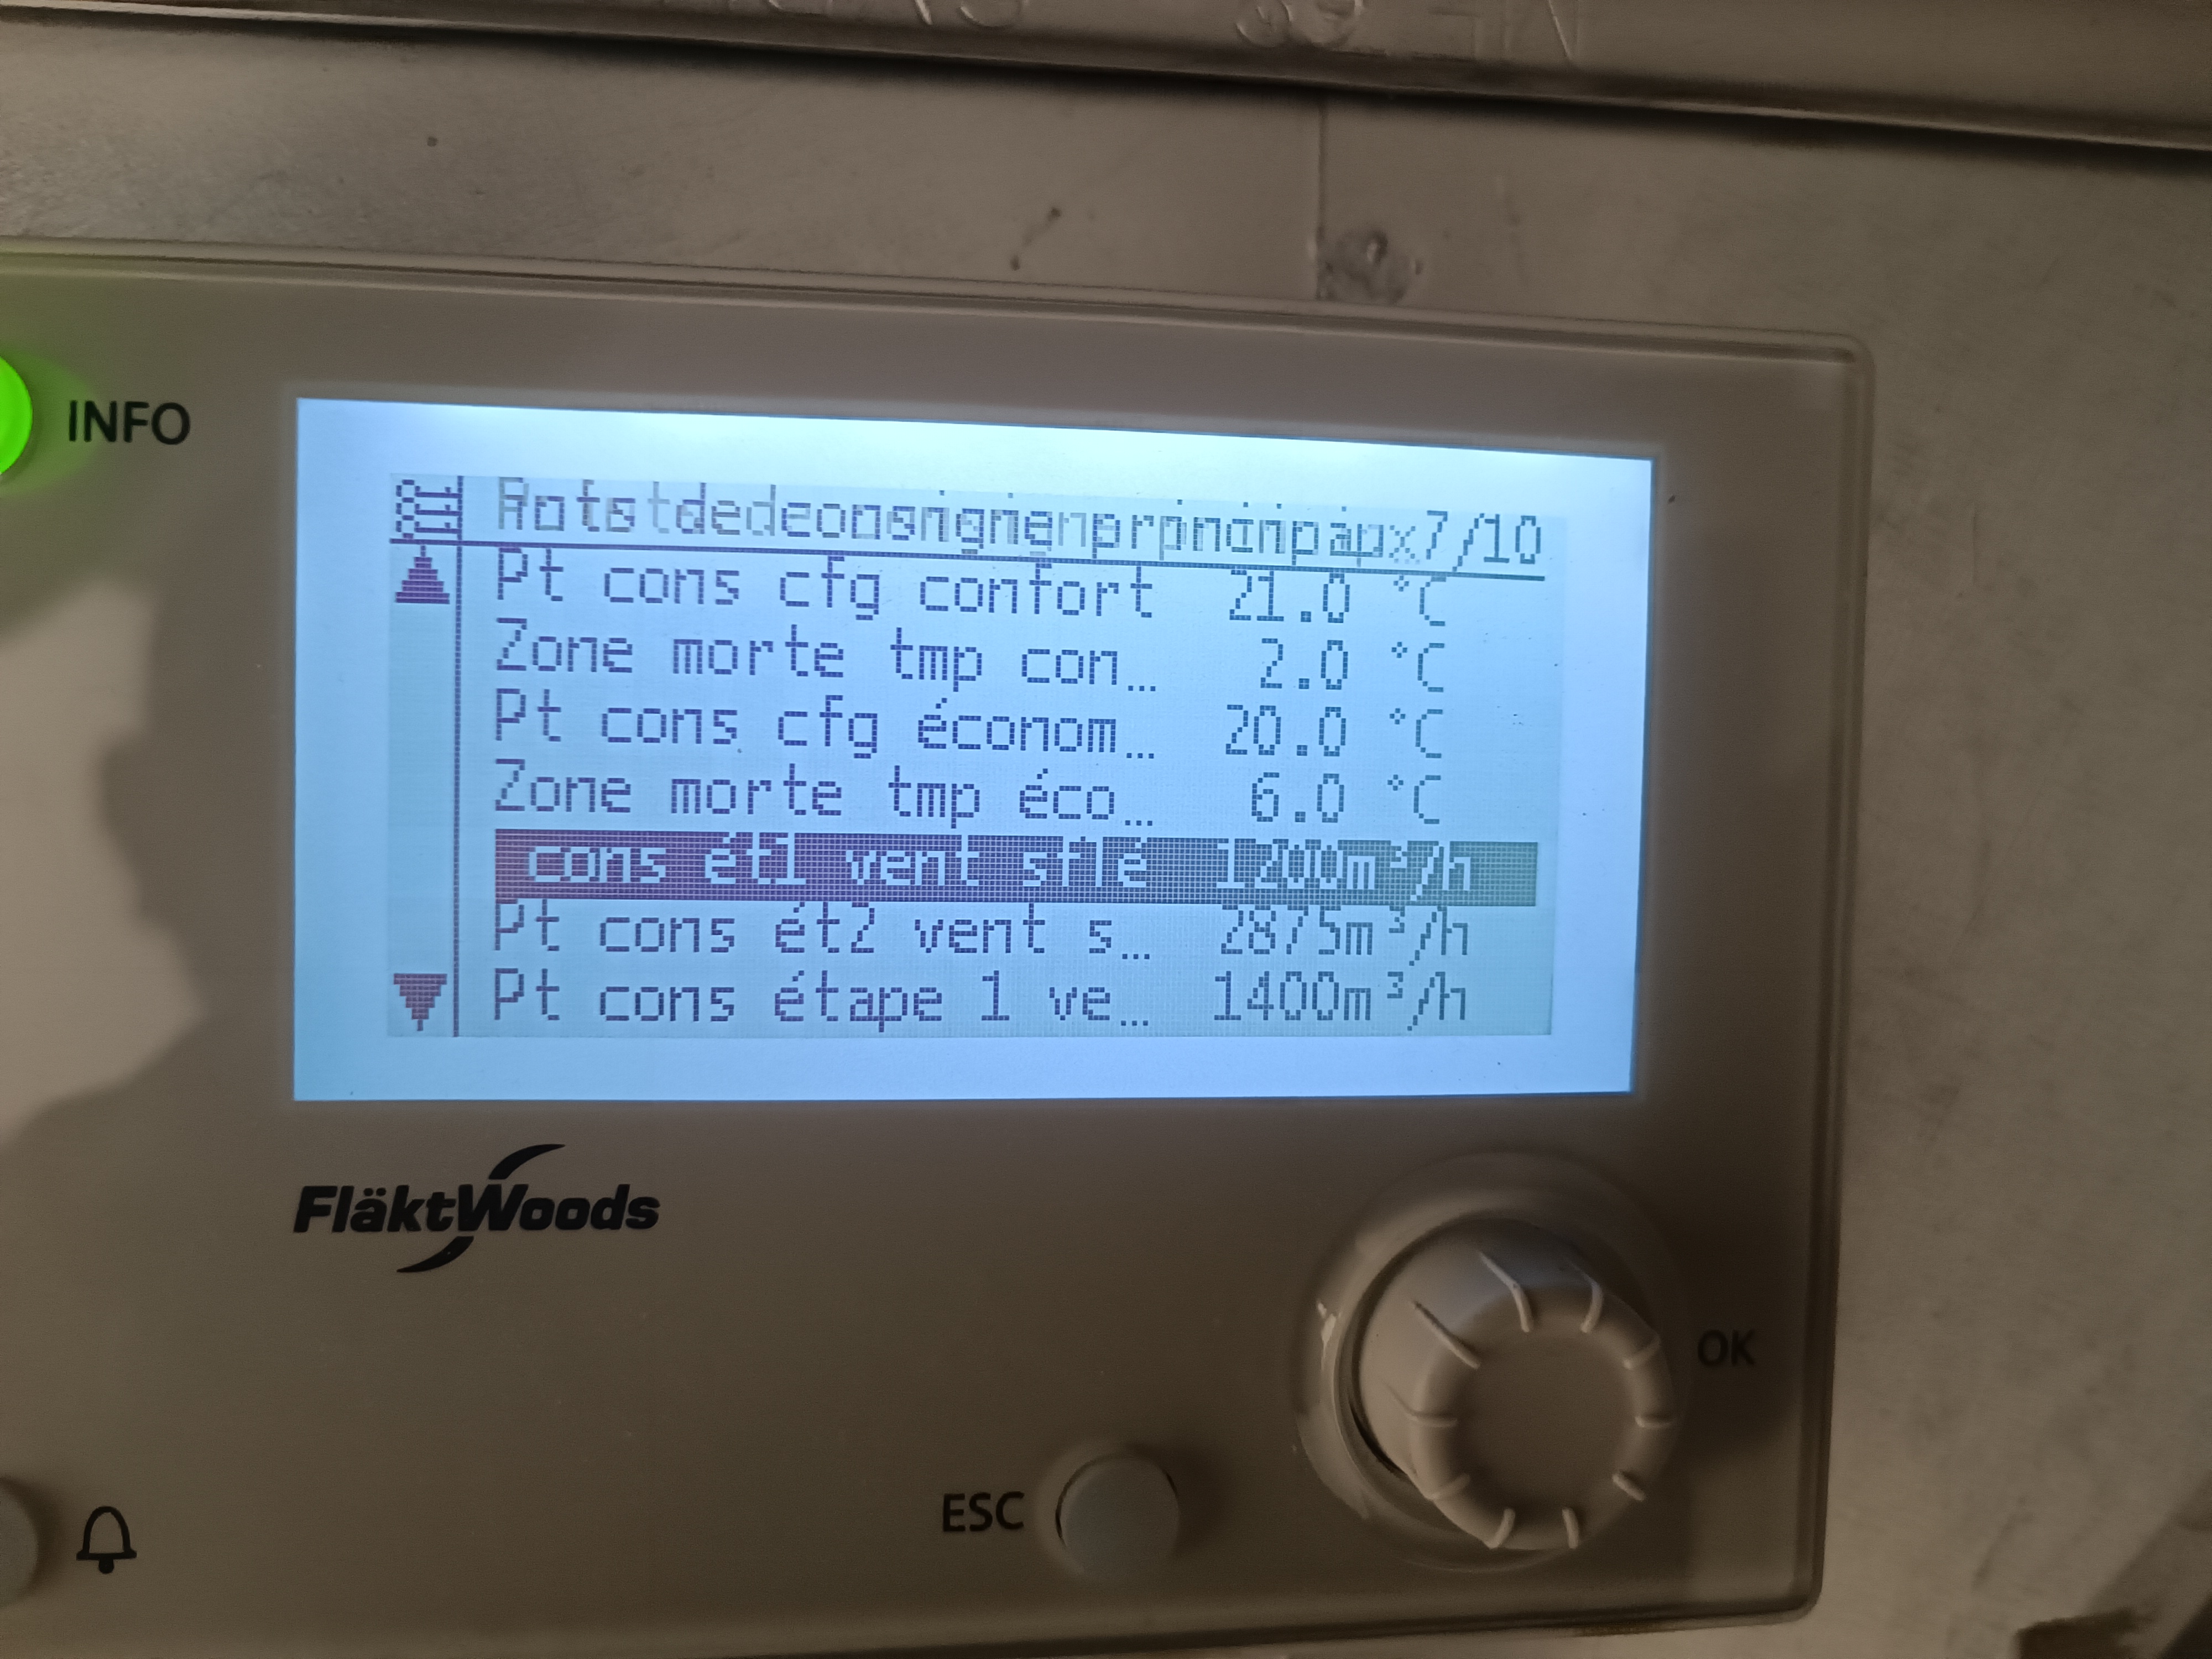 INFO
7/10
Pt cons cfg confort 21.0 °C
Zone morte tmp con… 2.0 °C
Pt cons cfg économ… 20.0 °C
Zone morte tmp éco… 6.0 °C
cons ét1 vent sflé 1200m³/h
Pt cons ét2 vent s… 2875m³/h
Pt cons étape 1 ve… 1400m³/h
FläktWoods
OK
ESC